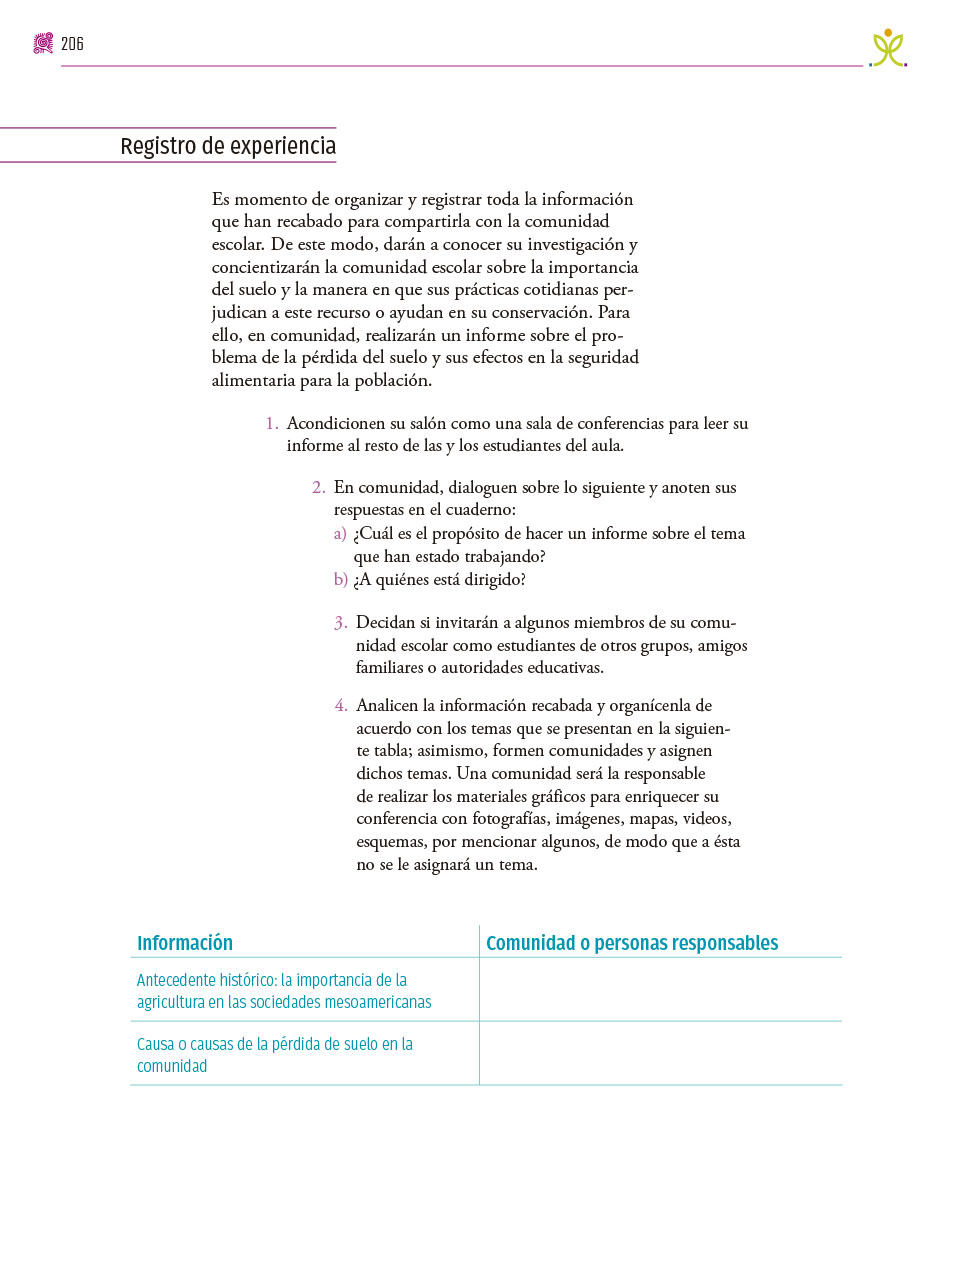 206
Registro de experiencia
Es momento de organizar y registrar toda la información
que han recabado para compartirla con la comunidad
escolar. De este modo, darán a conocer su investigación y
concientizarán la comunidad escolar sobre la importancia
del suelo y la manera en que sus prácticas cotidianas per-
judican a este recurso o ayudan en su conservación. Para
ello, en comunidad, realizarán un informe sobre el pro-
blema de la pérdida del suelo y sus efectos en la seguridad
alimentaria para la población.
1. Acondicionen su salón como una sala de conferencias para leer su
informe al resto de las y los estudiantes del aula.
2. En comunidad, dialoguen sobre lo siguiente y anoten sus
respuestas en el cuaderno:
a) ¿Cuál es el propósito de hacer un informe sobre el tema
que han estado trabajando?
b) ¿A quiénes está dirigido?
3. Decidan si invitarán a algunos miembros de su comu-
nidad escolar como estudiantes de otros grupos, amigos
familiares o autoridades educativas.
4. Analicen la información recabada y organícenla de
acuerdo con los temas que se presentan en la siguien-
te tabla; asimismo, formen comunidades y asignen
dichos temas. Una comunidad será la responsable
de realizar los materiales gráficos para enriquecer su
conferencia con fotografías, imágenes, mapas, videos,
esquemas, por mencionar algunos, de modo que a ésta
no se le asignará un tema.
Información
Comunidad o personas responsables
Antecedente histórico: la importancia de la
agricultura en las sociedades mesoamericanas
Causa o causas de la pérdida de suelo en la
comunidad